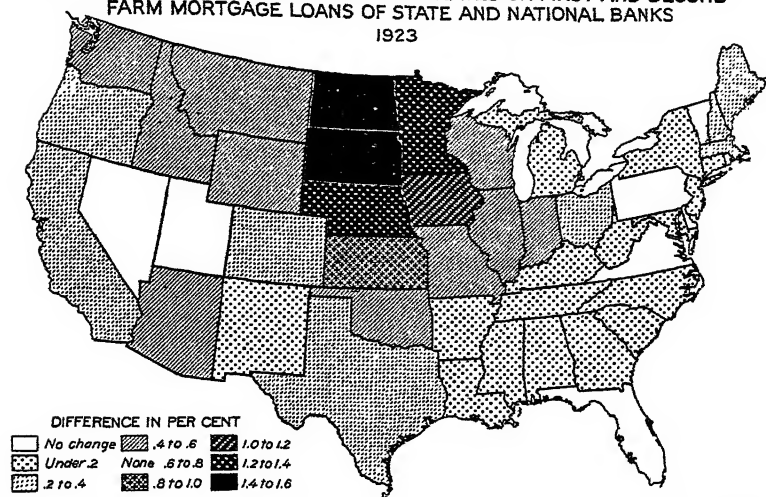 FARM MORTGAGE LOANS OF STATE AND NATIONAL BANKS
1923
DIFFERENCE IN PER CENT
No change .4 to .6 1.0 to 1.2
Under .2 None .6 to .8 1.2 to 1.4
.2 to .4 .8 to 1.0 1.4 to 1.6